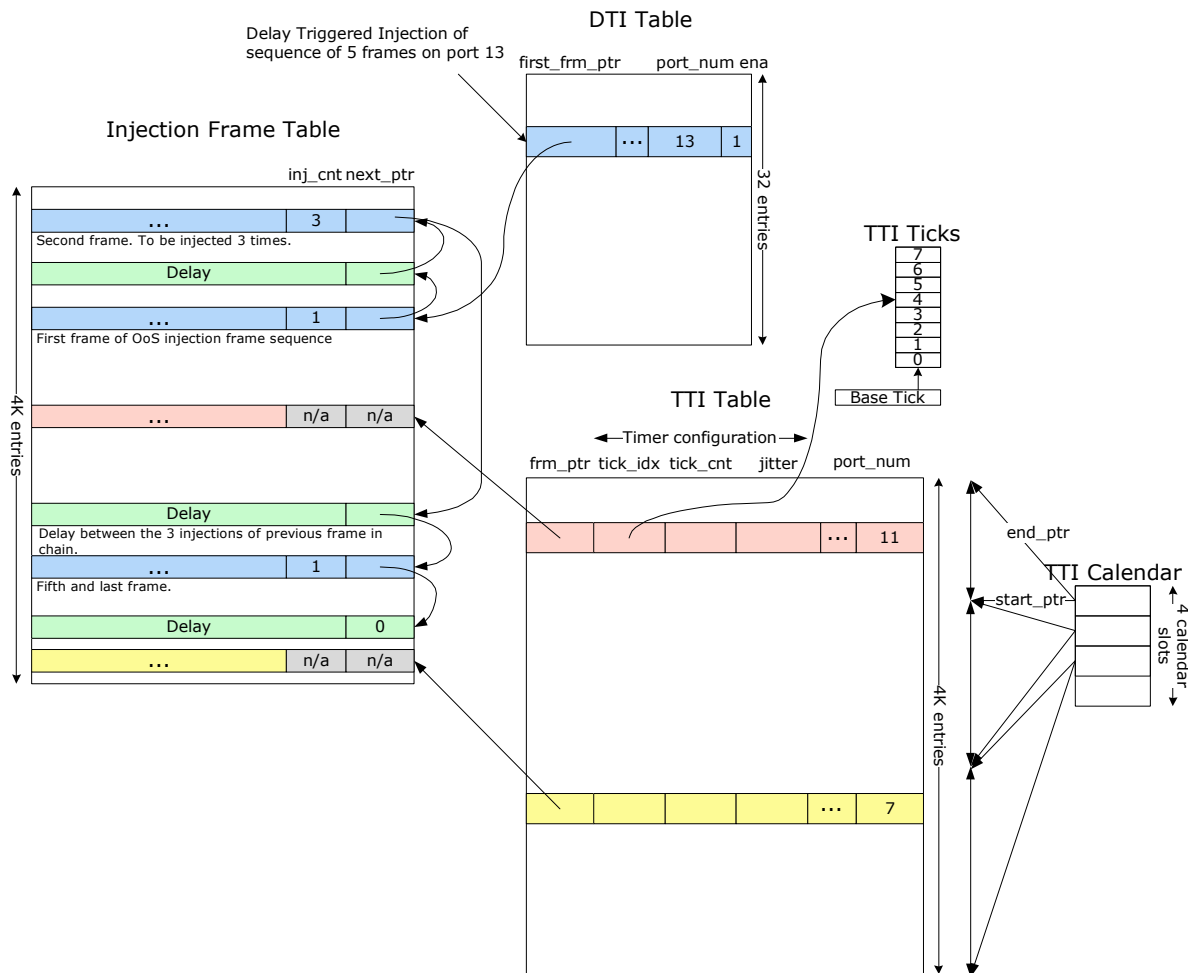 DTI Table
Delay Triggered Injection of
sequence of 5 frames on port 13
first_frm_ptr port_num ena
... 13 1
32 entries
Injection Frame Table
inj_cnt next_ptr
... 3
Second frame. To be injected 3 times.
Delay
... 1
First frame of OoS injection frame sequence
... n/a n/a
Delay
Delay between the 3 injections of previous frame in
chain.
... 1
Fifth and last frame.
Delay 0
... n/a n/a
4K entries
TTI Ticks
7
6
5
4
3
2
1
0
Base Tick
TTI Table
Timer configuration
frm_ptr tick_idx tick_cnt jitter port_num
... 11
... 7
4K entries
end_ptr
start_ptr
TTI Calendar
4 calendar
slots